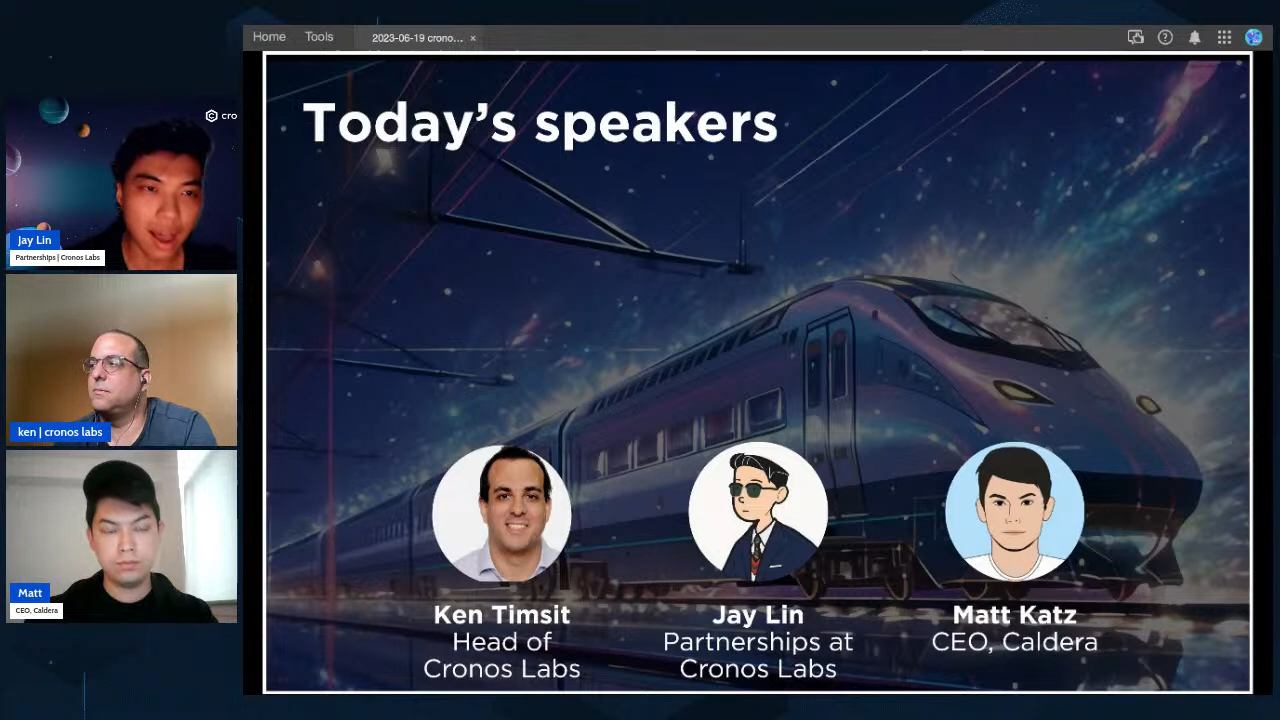 Home
Tools
2023-06-19 crono... ×
cro
Jay Lin
Partnerships | Cronos Labs
ken | cronos labs
Matt
CEO, Caldera
Today's speakers
Ken Timsit
Head of
Cronos Labs
Jay Lin
Partnerships at
Cronos Labs
Matt Katz
CEO, Caldera